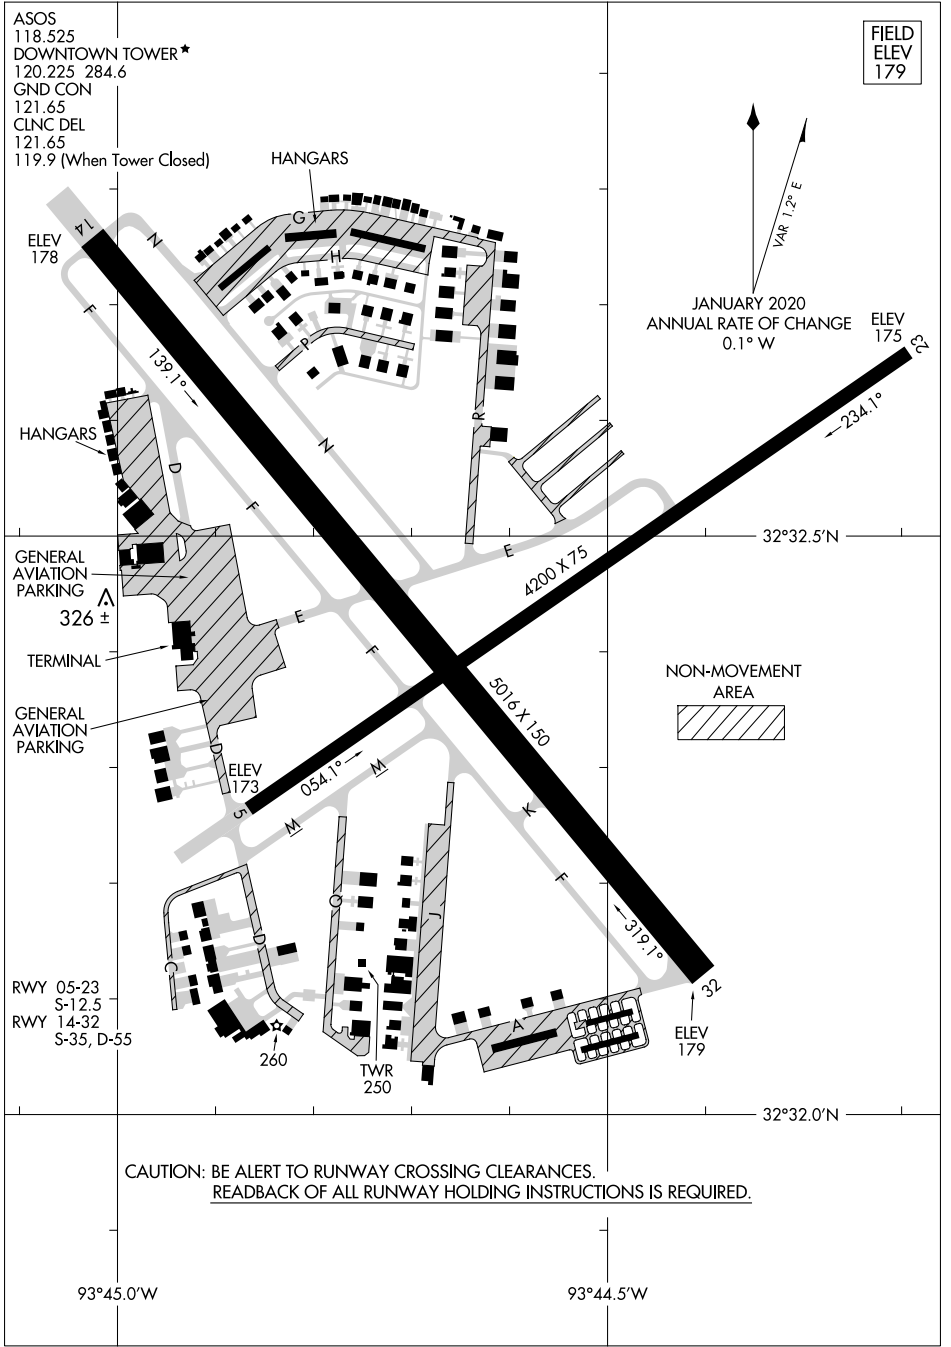 ASOS
118.525
DOWNTOWN TOWER★
120.225 284.6
GND CON
121.65
CLNC DEL
121.65
119.9 (When Tower Closed)
FIELD
ELEV
179
HANGARS
G
H
P
N
14
ELEV
178
F
139.1°
VAR 1.2° E
JANUARY 2020
ANNUAL RATE OF CHANGE
0.1° W
ELEV
175
23
234.1°
HANGARS
D
F
N
R
32°32.5'N
E
4200 X 75
GENERAL
AVIATION
PARKING
326 ±
E
F
TERMINAL
5016 X 150
NON-MOVEMENT
AREA
GENERAL
AVIATION
PARKING
D
ELEV
173
054.1°
M
5
M
K
F
Q
J
C
D
319.1°
32
ELEV
179
RWY 05-23
S-12.5
RWY 14-32
S-35, D-55
A
260
TWR
250
32°32.0'N
CAUTION: BE ALERT TO RUNWAY CROSSING CLEARANCES.
READBACK OF ALL RUNWAY HOLDING INSTRUCTIONS IS REQUIRED.
93°45.0'W
93°44.5'W